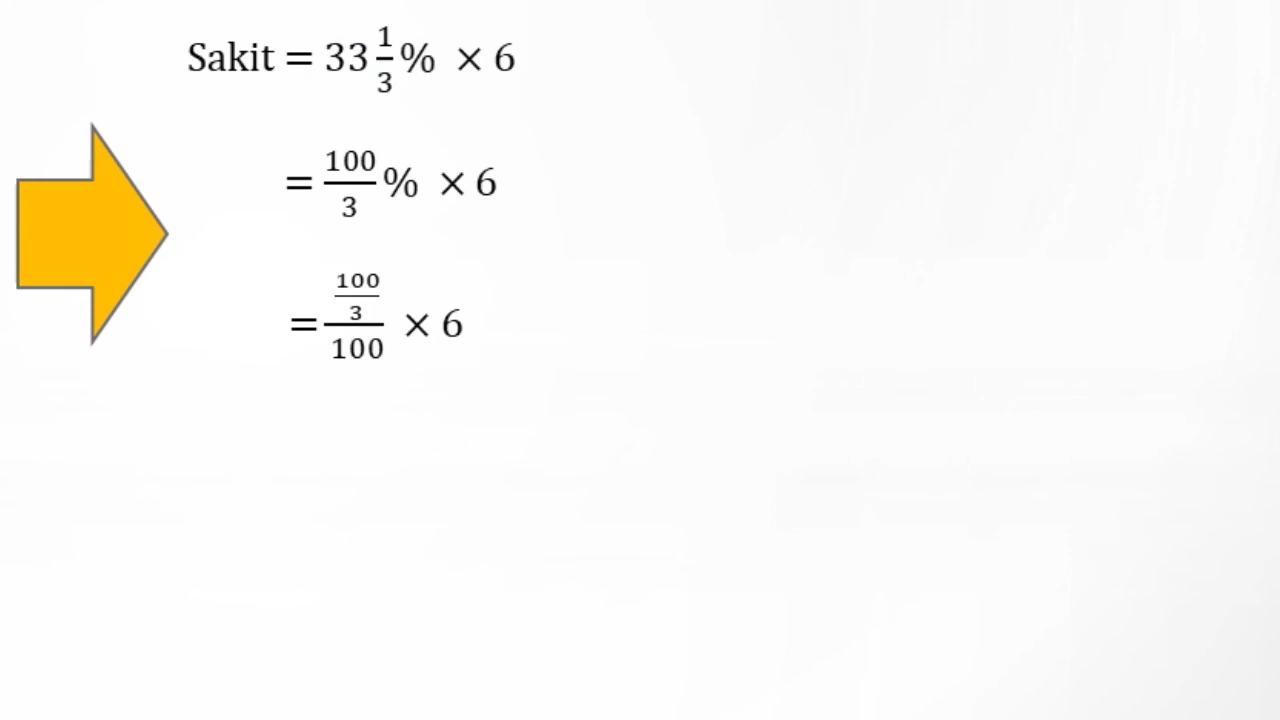 Sakit = 33 1/3 % × 6
= 100/3 % × 6
= (100/3)/100 × 6